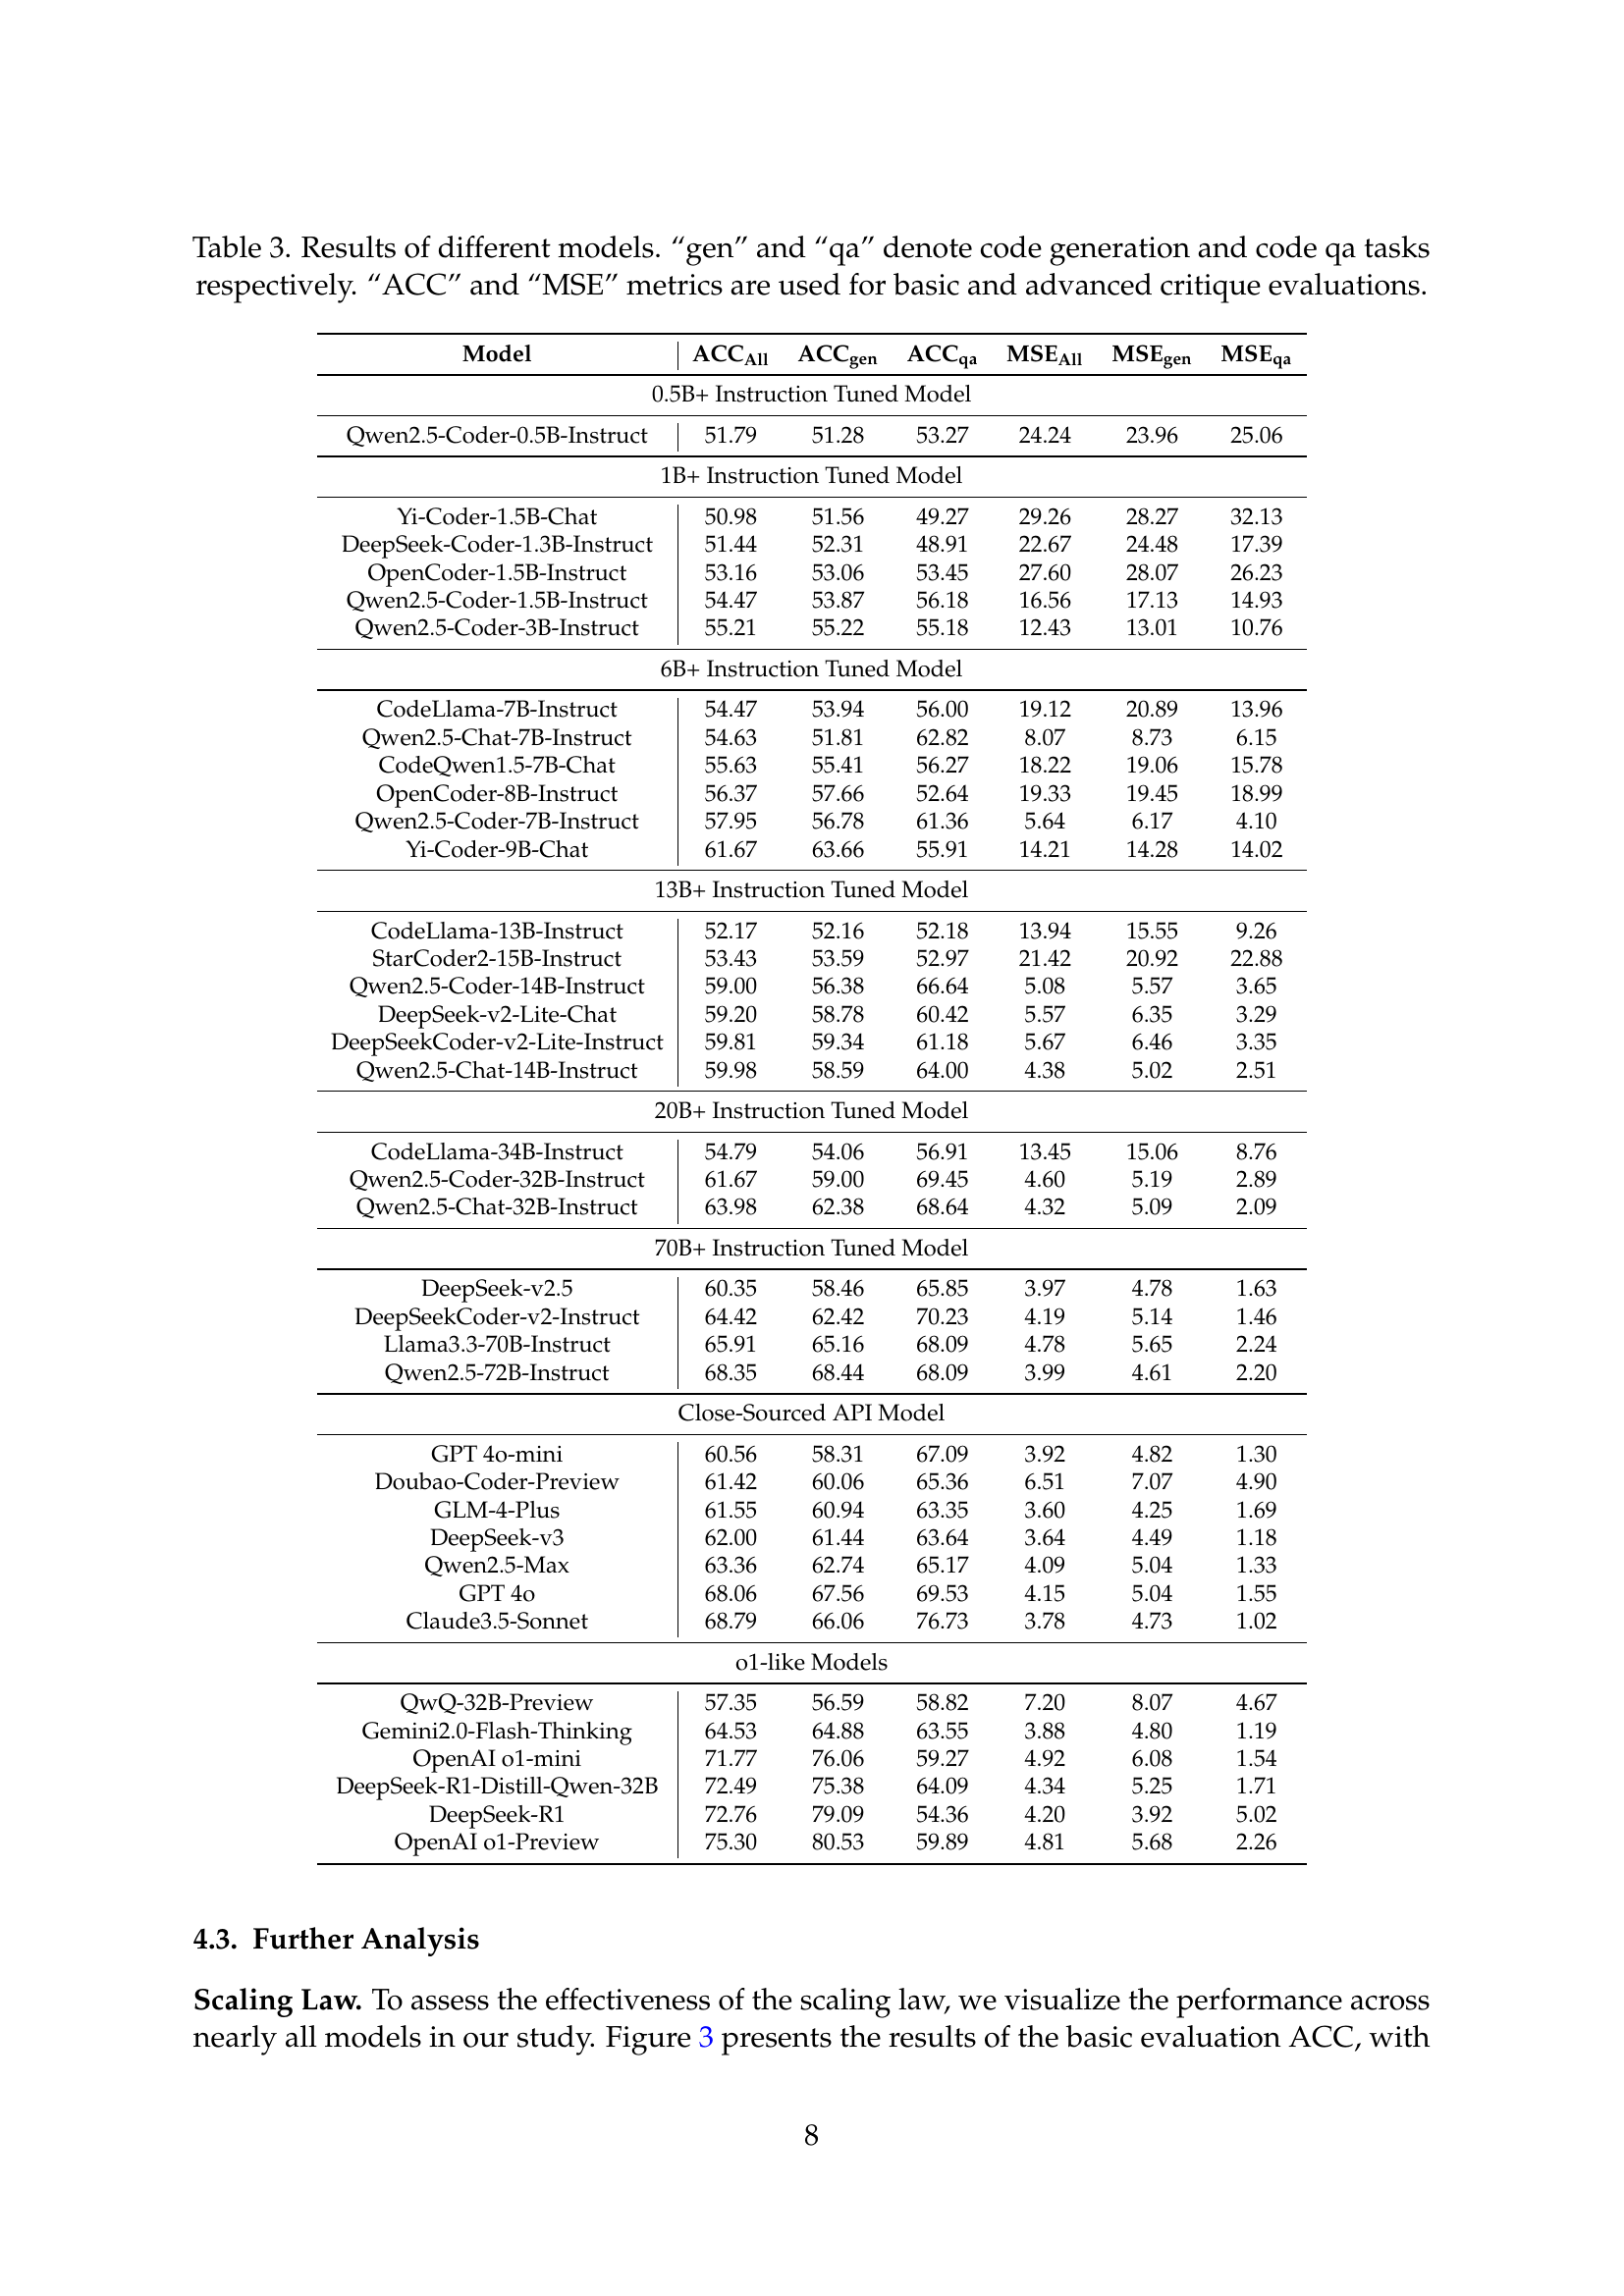 Table 3. Results of different models. “gen” and “qa” denote code generation and code qa tasks
respectively. “ACC” and “MSE” metrics are used for basic and advanced critique evaluations.
Model ACC_All ACC_gen ACC_qa MSE_All MSE_gen MSE_qa
0.5B+ Instruction Tuned Model
Qwen2.5-Coder-0.5B-Instruct 51.79 51.28 53.27 24.24 23.96 25.06
1B+ Instruction Tuned Model
Yi-Coder-1.5B-Chat 50.98 51.56 49.27 29.26 28.27 32.13
DeepSeek-Coder-1.3B-Instruct 51.44 52.31 48.91 22.67 24.48 17.39
OpenCoder-1.5B-Instruct 53.16 53.06 53.45 27.60 28.07 26.23
Qwen2.5-Coder-1.5B-Instruct 54.47 53.87 56.18 16.56 17.13 14.93
Qwen2.5-Coder-3B-Instruct 55.21 55.22 55.18 12.43 13.01 10.76
6B+ Instruction Tuned Model
CodeLlama-7B-Instruct 54.47 53.94 56.00 19.12 20.89 13.96
Qwen2.5-Chat-7B-Instruct 54.63 51.81 62.82 8.07 8.73 6.15
CodeQwen1.5-7B-Chat 55.63 55.41 56.27 18.22 19.06 15.78
OpenCoder-8B-Instruct 56.37 57.66 52.64 19.33 19.45 18.99
Qwen2.5-Coder-7B-Instruct 57.95 56.78 61.36 5.64 6.17 4.10
Yi-Coder-9B-Chat 61.67 63.66 55.91 14.21 14.28 14.02
13B+ Instruction Tuned Model
CodeLlama-13B-Instruct 52.17 52.16 52.18 13.94 15.55 9.26
StarCoder2-15B-Instruct 53.43 53.59 52.97 21.42 20.92 22.88
Qwen2.5-Coder-14B-Instruct 59.00 56.38 66.64 5.08 5.57 3.65
DeepSeek-v2-Lite-Chat 59.20 58.78 60.42 5.57 6.35 3.29
DeepSeekCoder-v2-Lite-Instruct 59.81 59.34 61.18 5.67 6.46 3.35
Qwen2.5-Chat-14B-Instruct 59.98 58.59 64.00 4.38 5.02 2.51
20B+ Instruction Tuned Model
CodeLlama-34B-Instruct 54.79 54.06 56.91 13.45 15.06 8.76
Qwen2.5-Coder-32B-Instruct 61.67 59.00 69.45 4.60 5.19 2.89
Qwen2.5-Chat-32B-Instruct 63.98 62.38 68.64 4.32 5.09 2.09
70B+ Instruction Tuned Model
DeepSeek-v2.5 60.35 58.46 65.85 3.97 4.78 1.63
DeepSeekCoder-v2-Instruct 64.42 62.42 70.23 4.19 5.14 1.46
Llama3.3-70B-Instruct 65.91 65.16 68.09 4.78 5.65 2.24
Qwen2.5-72B-Instruct 68.35 68.44 68.09 3.99 4.61 2.20
Close-Sourced API Model
GPT 4o-mini 60.56 58.31 67.09 3.92 4.82 1.30
Doubao-Coder-Preview 61.42 60.06 65.36 6.51 7.07 4.90
GLM-4-Plus 61.55 60.94 63.35 3.60 4.25 1.69
DeepSeek-v3 62.00 61.44 63.64 3.64 4.49 1.18
Qwen2.5-Max 63.36 62.74 65.17 4.09 5.04 1.33
GPT 4o 68.06 67.56 69.53 4.15 5.04 1.55
Claude3.5-Sonnet 68.79 66.06 76.73 3.78 4.73 1.02
o1-like Models
QwQ-32B-Preview 57.35 56.59 58.82 7.20 8.07 4.67
Gemini2.0-Flash-Thinking 64.53 64.88 63.55 3.88 4.80 1.19
OpenAI o1-mini 71.77 76.06 59.27 4.92 6.08 1.54
DeepSeek-R1-Distill-Qwen-32B 72.49 75.38 64.09 4.34 5.25 1.71
DeepSeek-R1 72.76 79.09 54.36 4.20 3.92 5.02
OpenAI o1-Preview 75.30 80.53 59.89 4.81 5.68 2.26
4.3. Further Analysis
Scaling Law. To assess the effectiveness of the scaling law, we visualize the performance across
nearly all models in our study. Figure 3 presents the results of the basic evaluation ACC, with
8